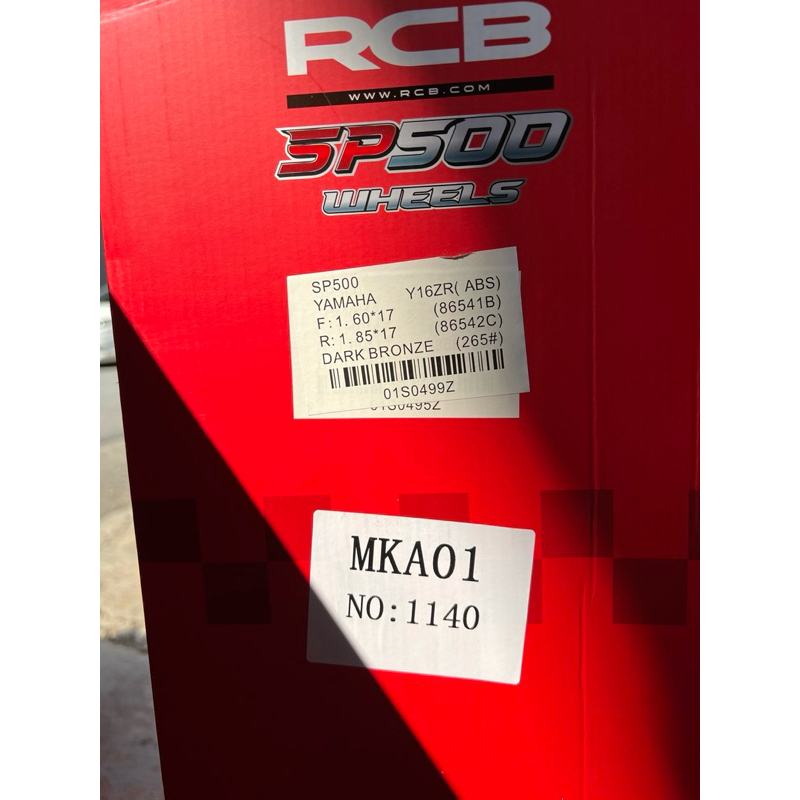 RCB
WWW.RCB.COM
SP500
WHEELS
SP500
YAMAHA Y16ZR( ABS)
F:1. 60*17 (86541B)
R:1. 85*17 (86542C)
DARK BRONZE (265#)
01S0499Z
01S0495Z
MKA01
NO:1140